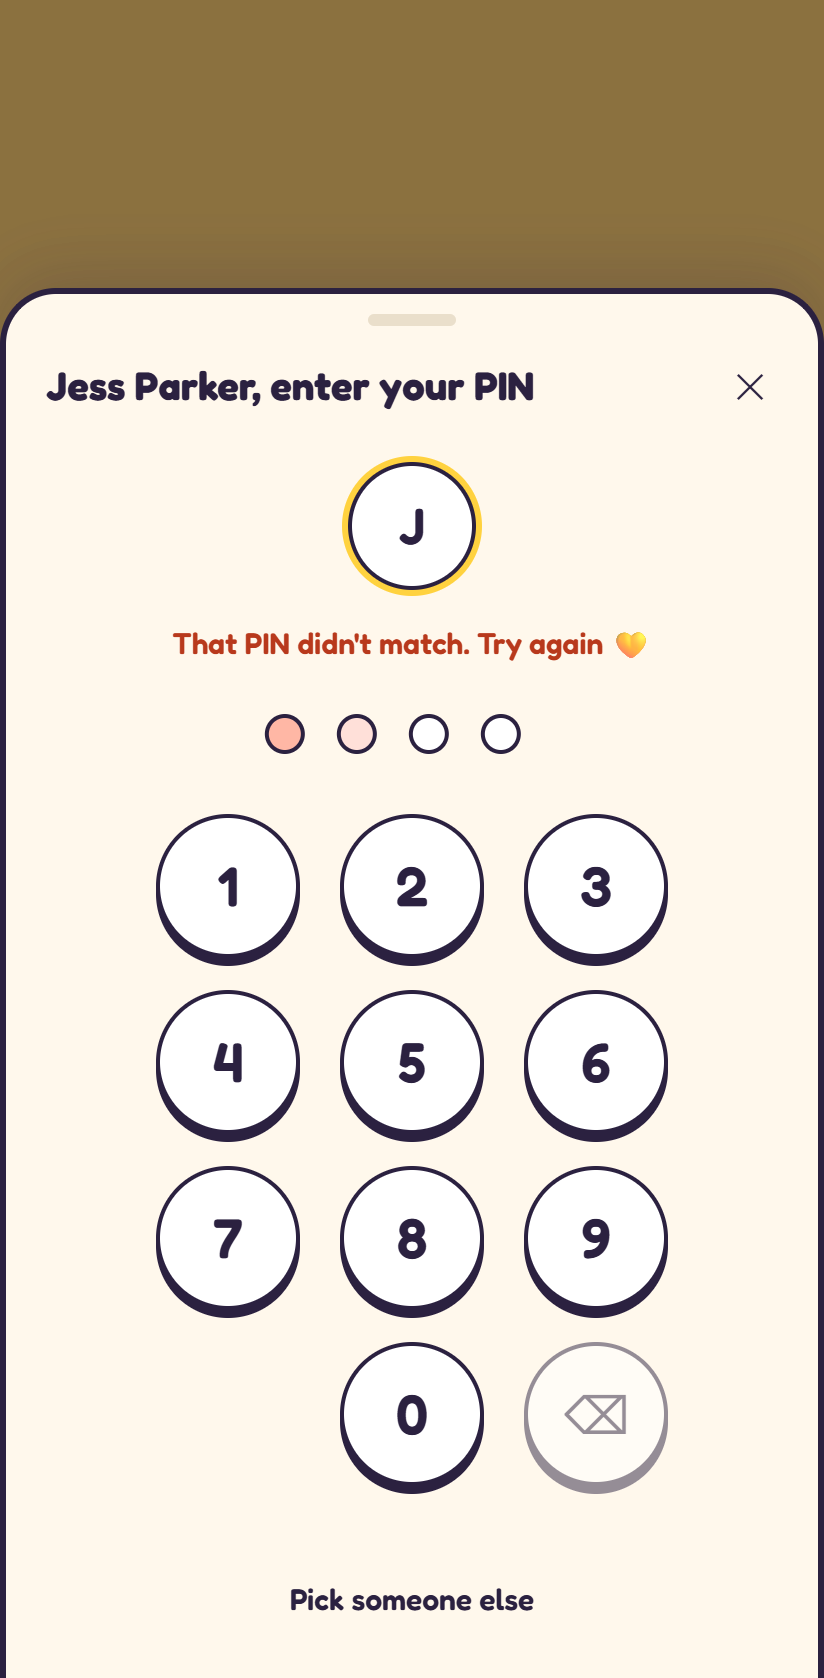 Jess Parker, enter your PIN
J
That PIN didn't match. Try again 💛
1 2 3
4 5 6
7 8 9
0 ⌫
Pick someone else